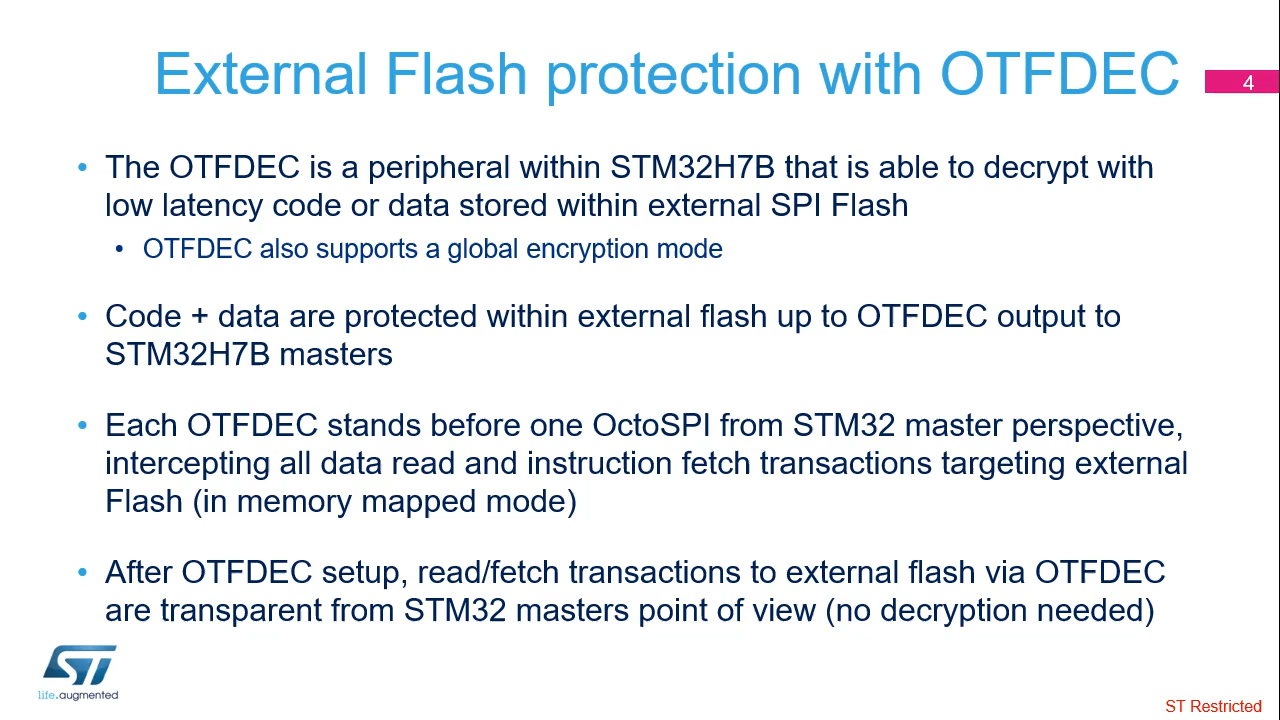 External Flash protection with OTFDEC
4
• The OTFDEC is a peripheral within STM32H7B that is able to decrypt with
low latency code or data stored within external SPI Flash
• OTFDEC also supports a global encryption mode
• Code + data are protected within external flash up to OTFDEC output to
STM32H7B masters
• Each OTFDEC stands before one OctoSPI from STM32 master perspective,
intercepting all data read and instruction fetch transactions targeting external
Flash (in memory mapped mode)
• After OTFDEC setup, read/fetch transactions to external flash via OTFDEC
are transparent from STM32 masters point of view (no decryption needed)
ST
life.augmented
ST Restricted